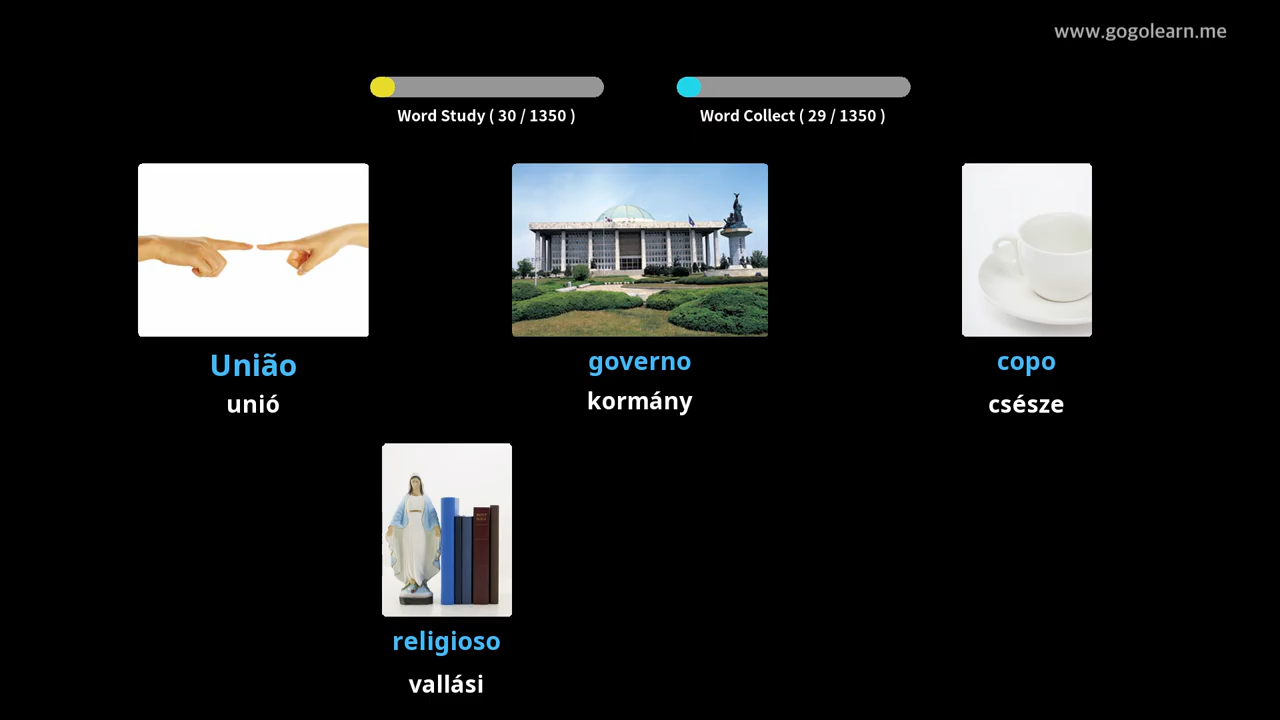 www.gogolearn.me
Word Study ( 30 / 1350 )
Word Collect ( 29 / 1350 )
União
unió
governo
kormány
copo
csésze
religioso
vallási